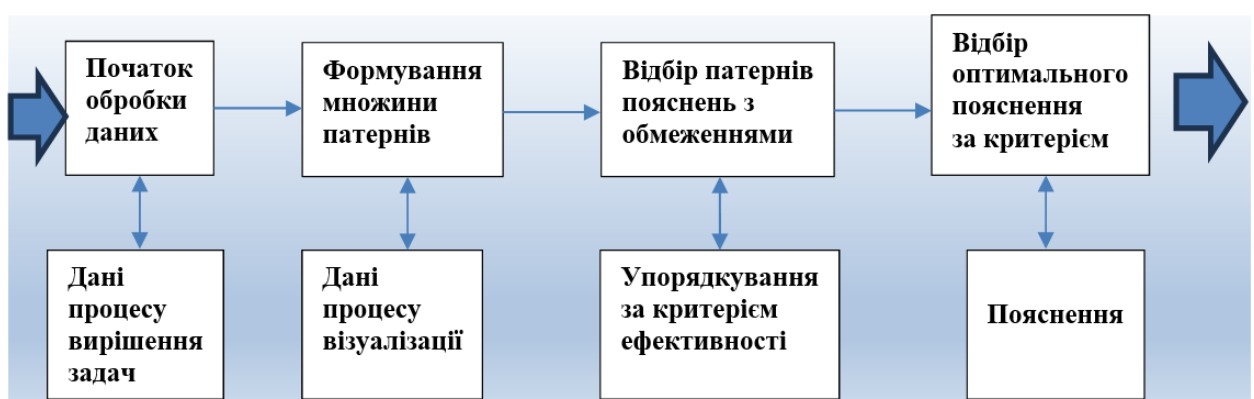 Початок
обробки
даних
Формування
множини
патернів
Відбір патернів
пояснень з
обмеженнями
Відбір
оптимального
пояснення
за критерієм
Дані
процесу
вирішення
задач
Дані
процесу
візуалізації
Упорядкування
за критерієм
ефективності
Пояснення